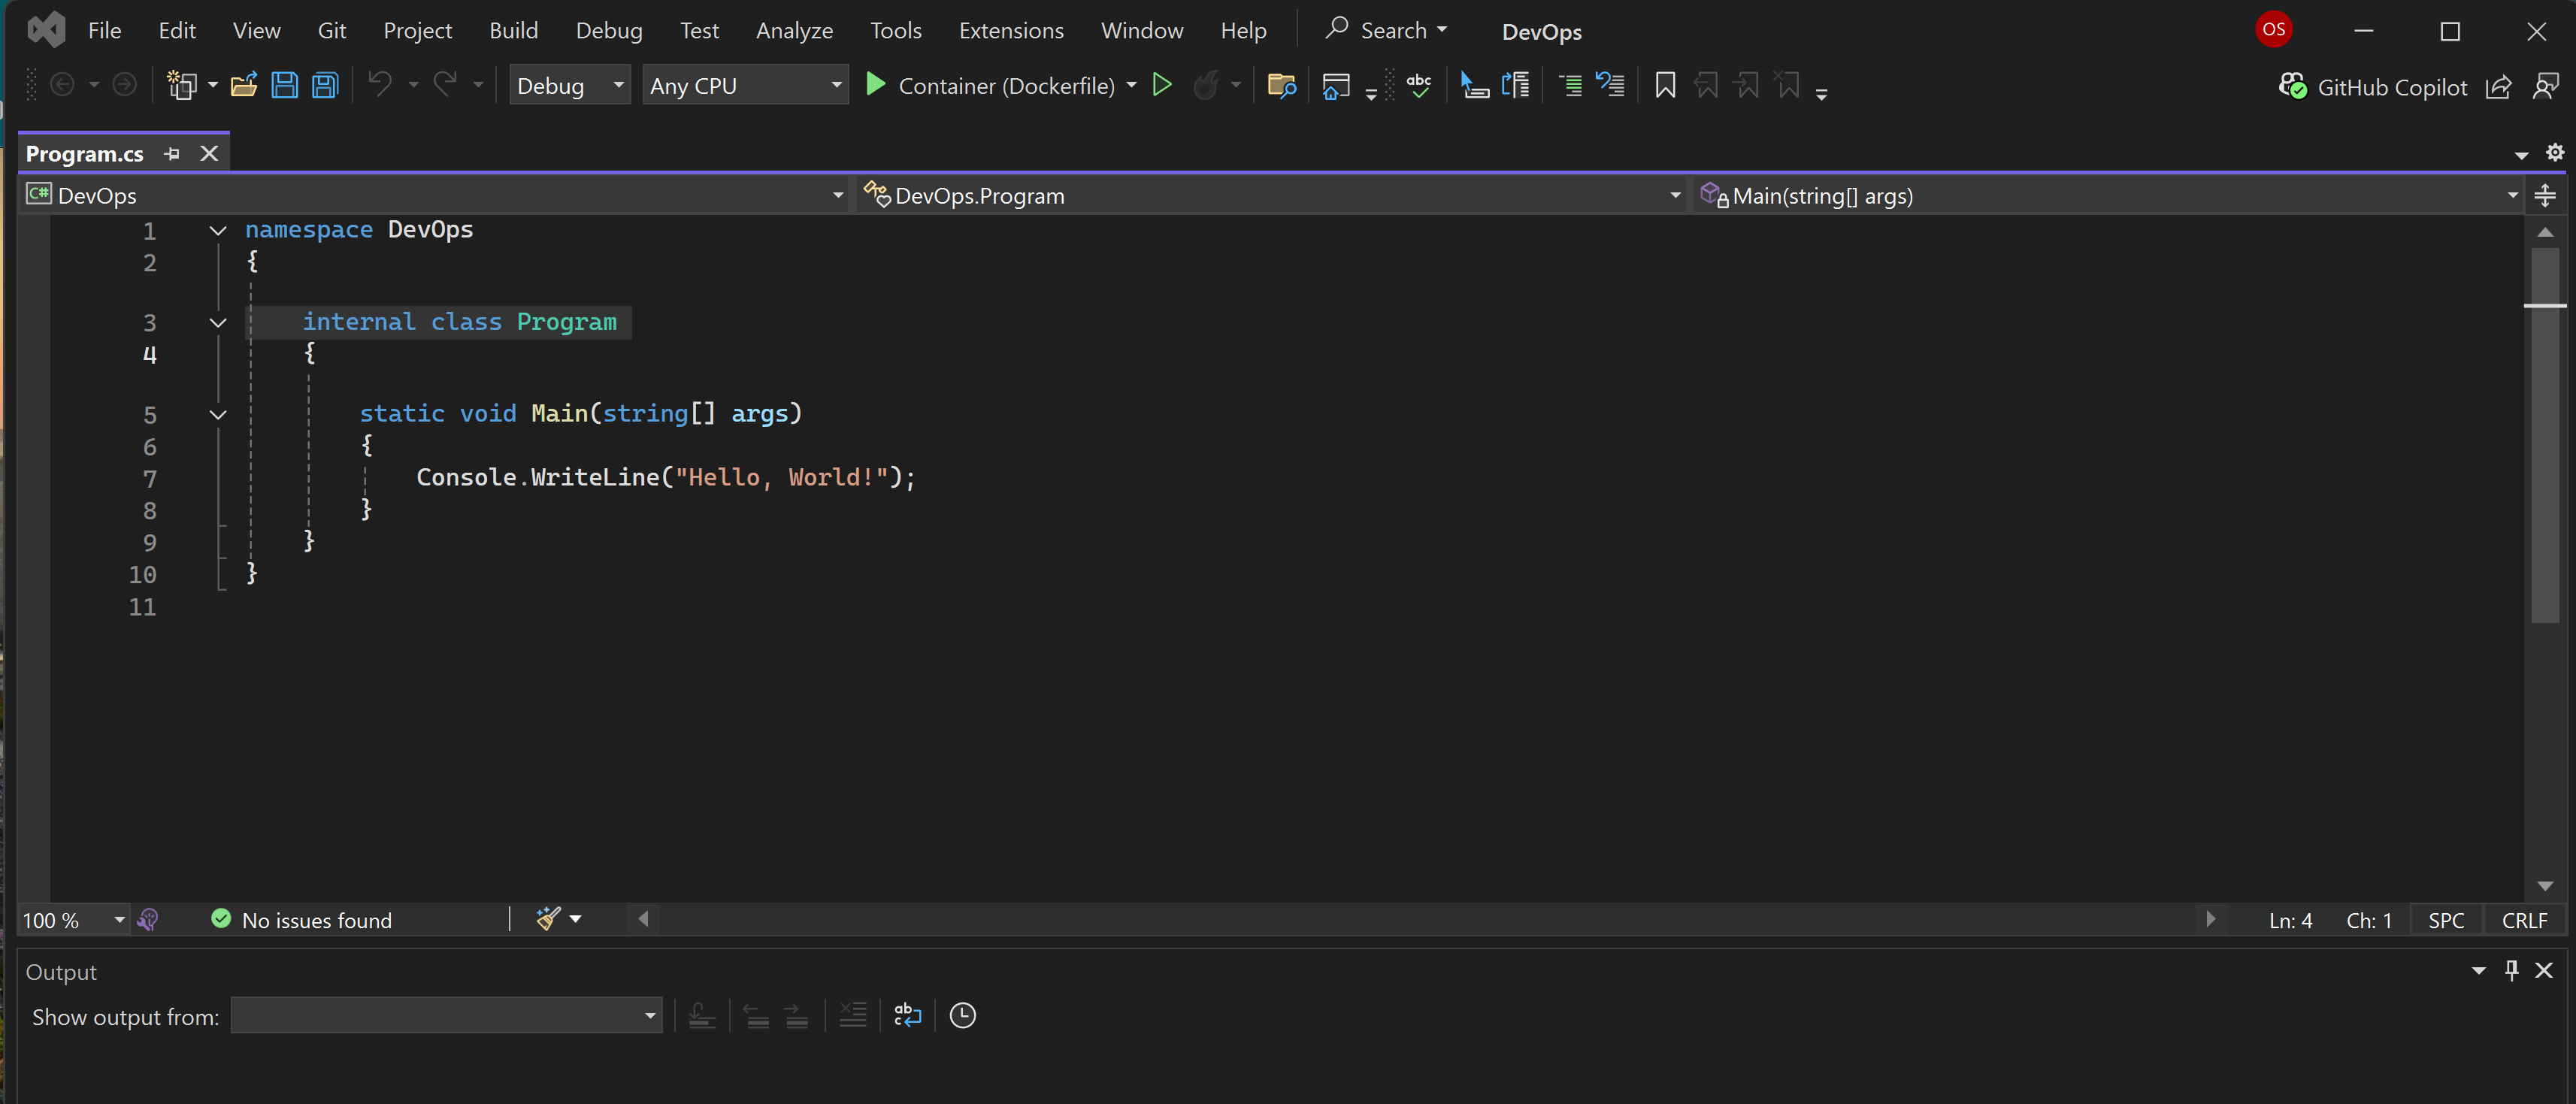 File Edit View Git Project Build Debug Test Analyze Tools Extensions Window Help Search DevOps OS
Debug Any CPU Container (Dockerfile) abc GitHub Copilot
Program.cs
C# DevOps DevOps.Program Main(string[] args)
1 namespace DevOps
2 {
3 internal class Program
4 {
5 static void Main(string[] args)
6 {
7 Console.WriteLine("Hello, World!");
8 }
9 }
10 }
11
100 % No issues found Ln: 4 Ch: 1 SPC CRLF
Output
Show output from: ab c